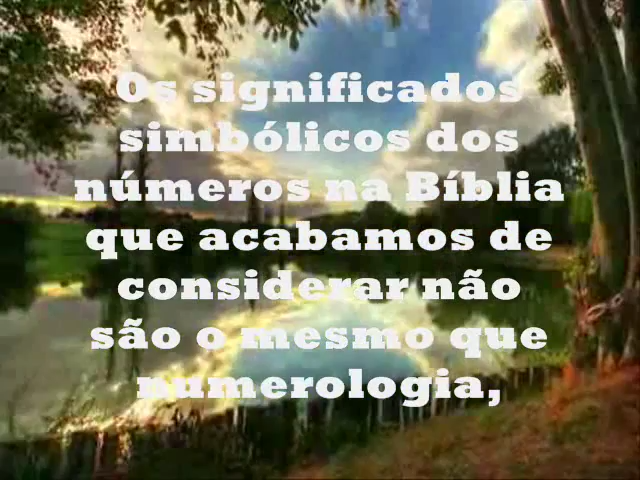 Os significados
simbólicos dos
números na Bíblia
que acabamos de
considerar não
são o mesmo que
numerologia,